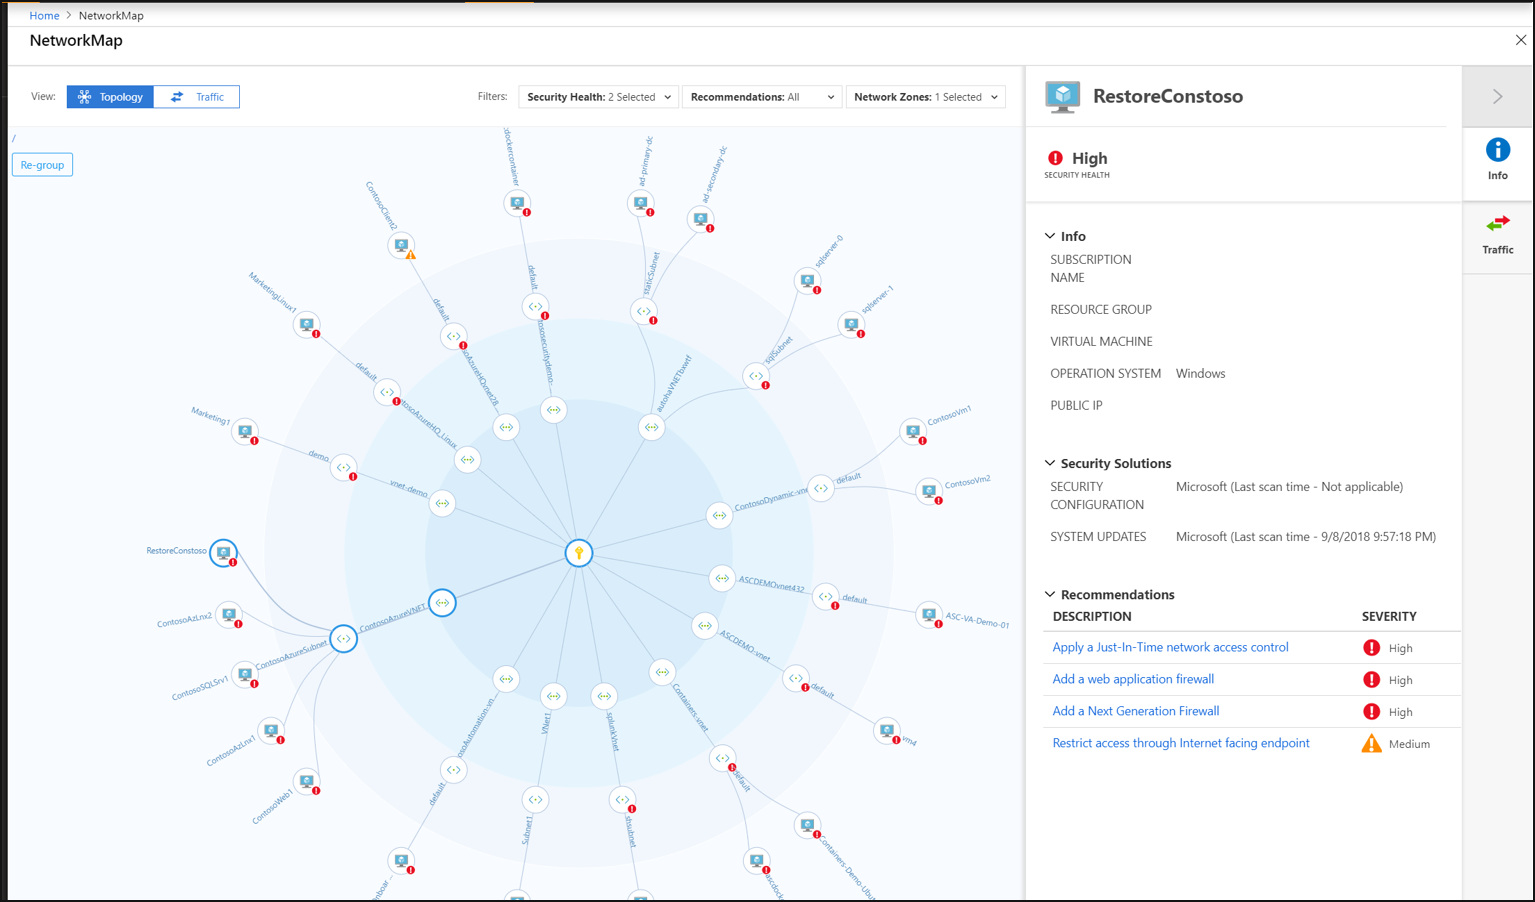 Home > NetworkMap
NetworkMap
View: Topology Traffic
Filters: Security Health: 2 Selected Recommendations: All Network Zones: 1 Selected
/
Re-group
dockercontainer
ad-primary-dc
ad-secondary-dc
ContosoClient2
sqlserver-0
sqlserver-1
MarketingLinux1
default
default
staticSubnet
default
sqlSubnet
autohaVNETbxwtf
Marketing1
demo
vnet-demo
ContosoVm1
ContosoDynamic-vne
default
ContosoVm2
RestoreConstoso
ASCDEMOvnet432
default
ASC-VA-Demo-01
ContosoAzLnx2
ContosoAzureVNET
ContosoAzureSubnet
ASCDEMO-vnet
default
vm4
ContosoSQLSrv1
ContosoAzLnx1
ContosoWeb1
VNet1
splunkVnet
Containers-vnet
default
default
Subnet1
shsubnet
Containers-Demo-Ubu
RestoreConstoso
High
SECURITY HEALTH
Info
SUBSCRIPTION
NAME
RESOURCE GROUP
VIRTUAL MACHINE
OPERATION SYSTEM Windows
PUBLIC IP
Security Solutions
SECURITY
CONFIGURATION Microsoft (Last scan time - Not applicable)
SYSTEM UPDATES Microsoft (Last scan time - 9/8/2018 9:57:18 PM)
Recommendations
DESCRIPTION SEVERITY
Apply a Just-In-Time network access control High
Add a web application firewall High
Add a Next Generation Firewall High
Restrict access through Internet facing endpoint Medium
Info
Traffic